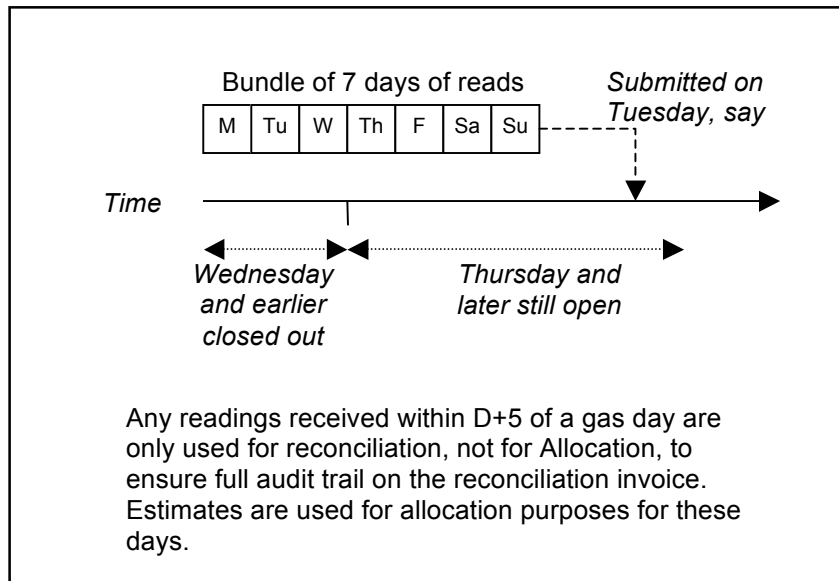 Bundle of 7 days of reads
Submitted on
Tuesday, say
M Tu W Th F Sa Su
Time
Wednesday
and earlier
closed out
Thursday and
later still open
Any readings received within D+5 of a gas day are
only used for reconciliation, not for Allocation, to
ensure full audit trail on the reconciliation invoice.
Estimates are used for allocation purposes for these
days.